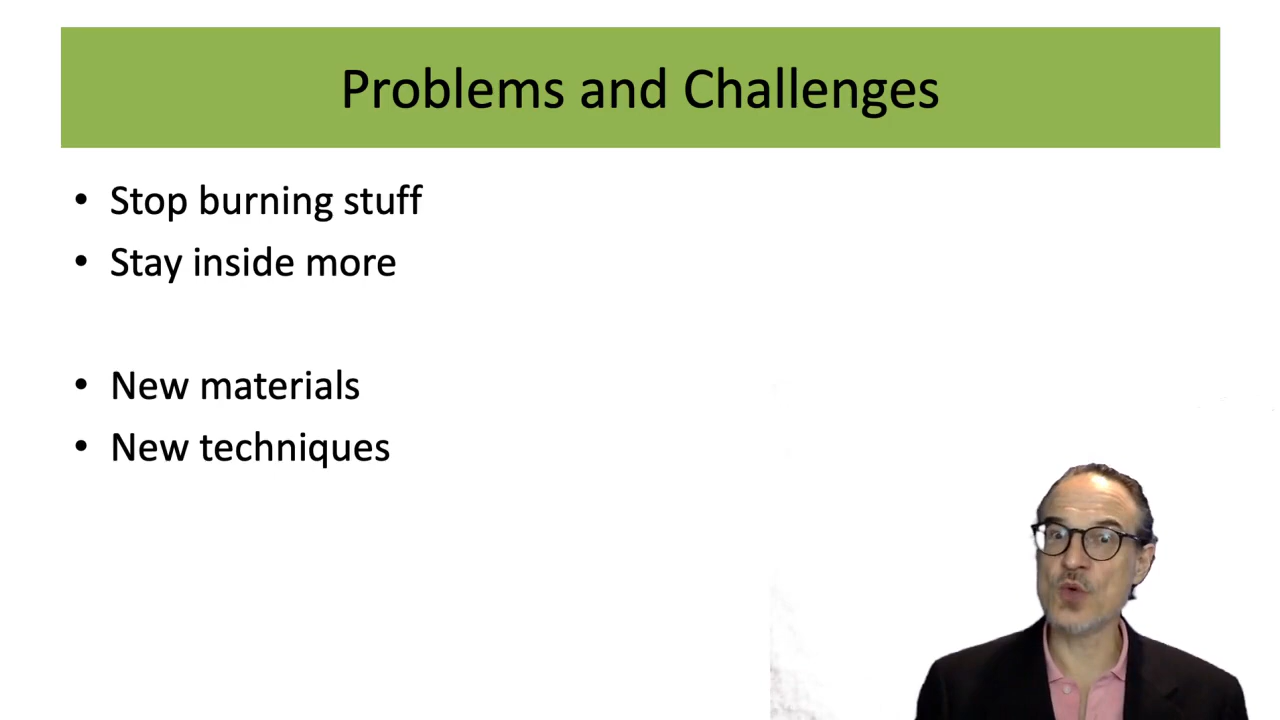 Problems and Challenges
• Stop burning stuff
• Stay inside more
• New materials
• New techniques